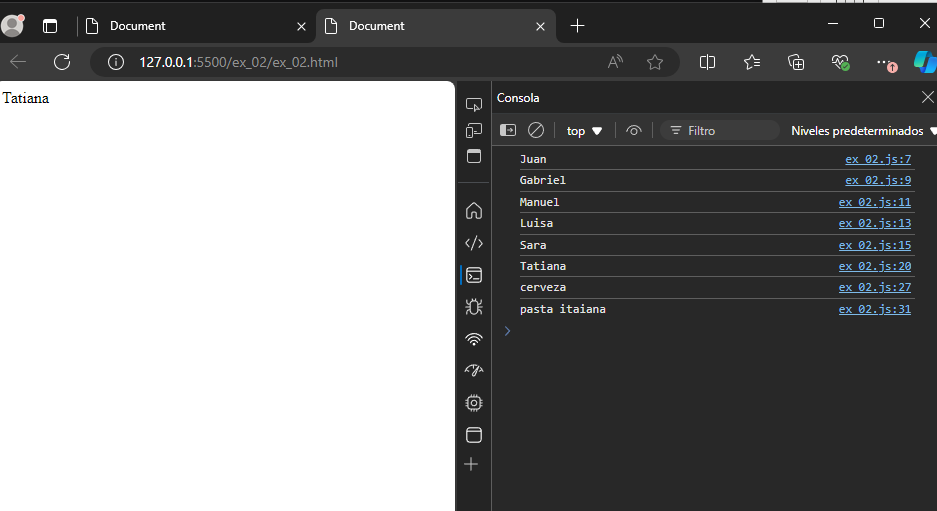 Document
Document
127.0.0.1:5500/ex_02/ex_02.html
Tatiana
Consola
top
Filtro
Niveles predeterminados
Juan ex_02.js:7
Gabriel ex_02.js:9
Manuel ex_02.js:11
Luisa ex_02.js:13
Sara ex_02.js:15
Tatiana ex_02.js:20
cerveza ex_02.js:27
pasta itaiana ex_02.js:31